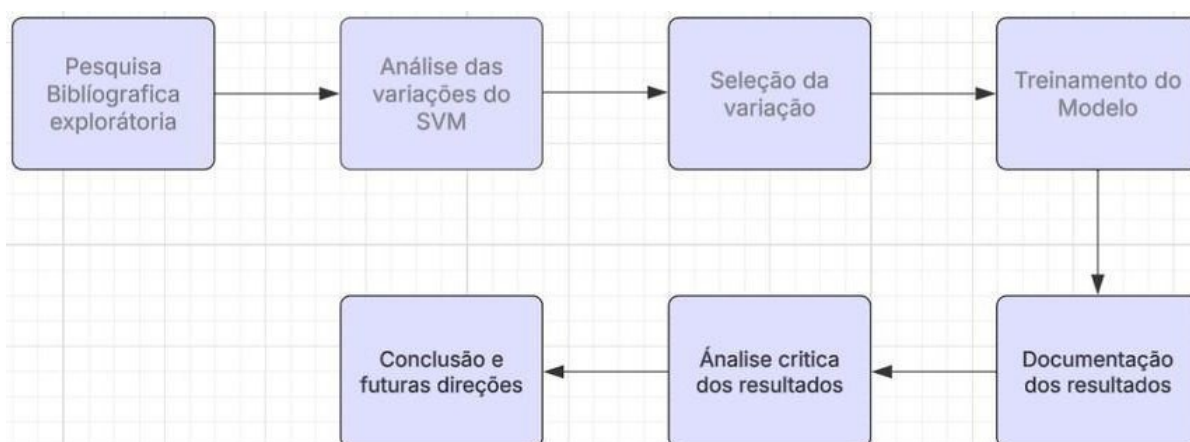 Pesquisa
Biblíografica
explorátoria
Análise das
variações do
SVM
Seleção da
variação
Treinamento do
Modelo
Documentação
dos resultados
Ánalise critica
dos resultados
Conclusão e
futuras direções